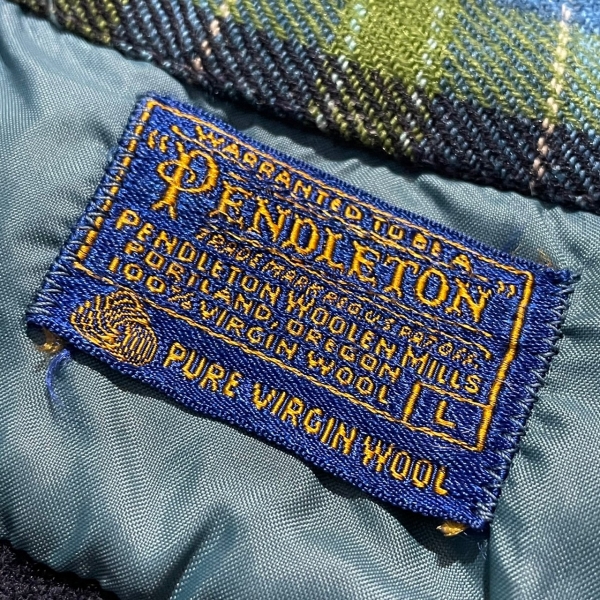 WARRANTED TO BE A
"PENDLETON"
TRADE MARK REG. U.S. PAT. OFF.
PENDLETON WOOLEN MILLS
PORTLAND, OREGON
100% VIRGIN WOOL
L
PURE VIRGIN WOOL